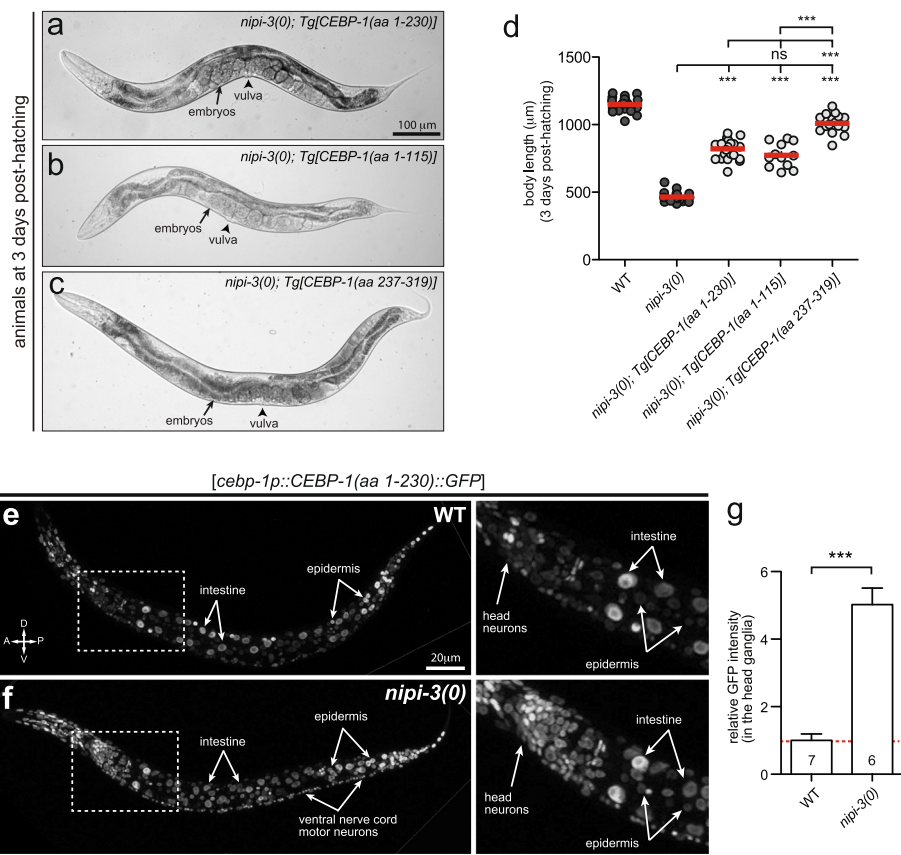 animals at 3 days post-hatching
a
nipi-3(0); Tg[CEBP-1(aa 1-230)]
embryos
vulva
100 μm
b
nipi-3(0); Tg[CEBP-1(aa 1-115)]
embryos
vulva
c
nipi-3(0); Tg[CEBP-1(aa 237-319)]
embryos
vulva
d
***
ns
***
***
***
***
body length (μm)
(3 days post-hatching)
1500
1000
500
0
WT
nipi-3(0)
nipi-3(0); Tg[CEBP-1(aa 1-230)]
nipi-3(0); Tg[CEBP-1(aa 1-115)]
nipi-3(0); Tg[CEBP-1(aa 237-319)]
[cebp-1p::CEBP-1(aa 1-230)::GFP]
e
WT
intestine
epidermis
D
A
P
V
20μm
intestine
head
neurons
epidermis
f
nipi-3(0)
intestine
epidermis
ventral nerve cord
motor neurons
intestine
head
neurons
epidermis
g
***
relative GFP intensity
(in the head ganglia)
6
4
2
0
7
6
WT
nipi-3(0)